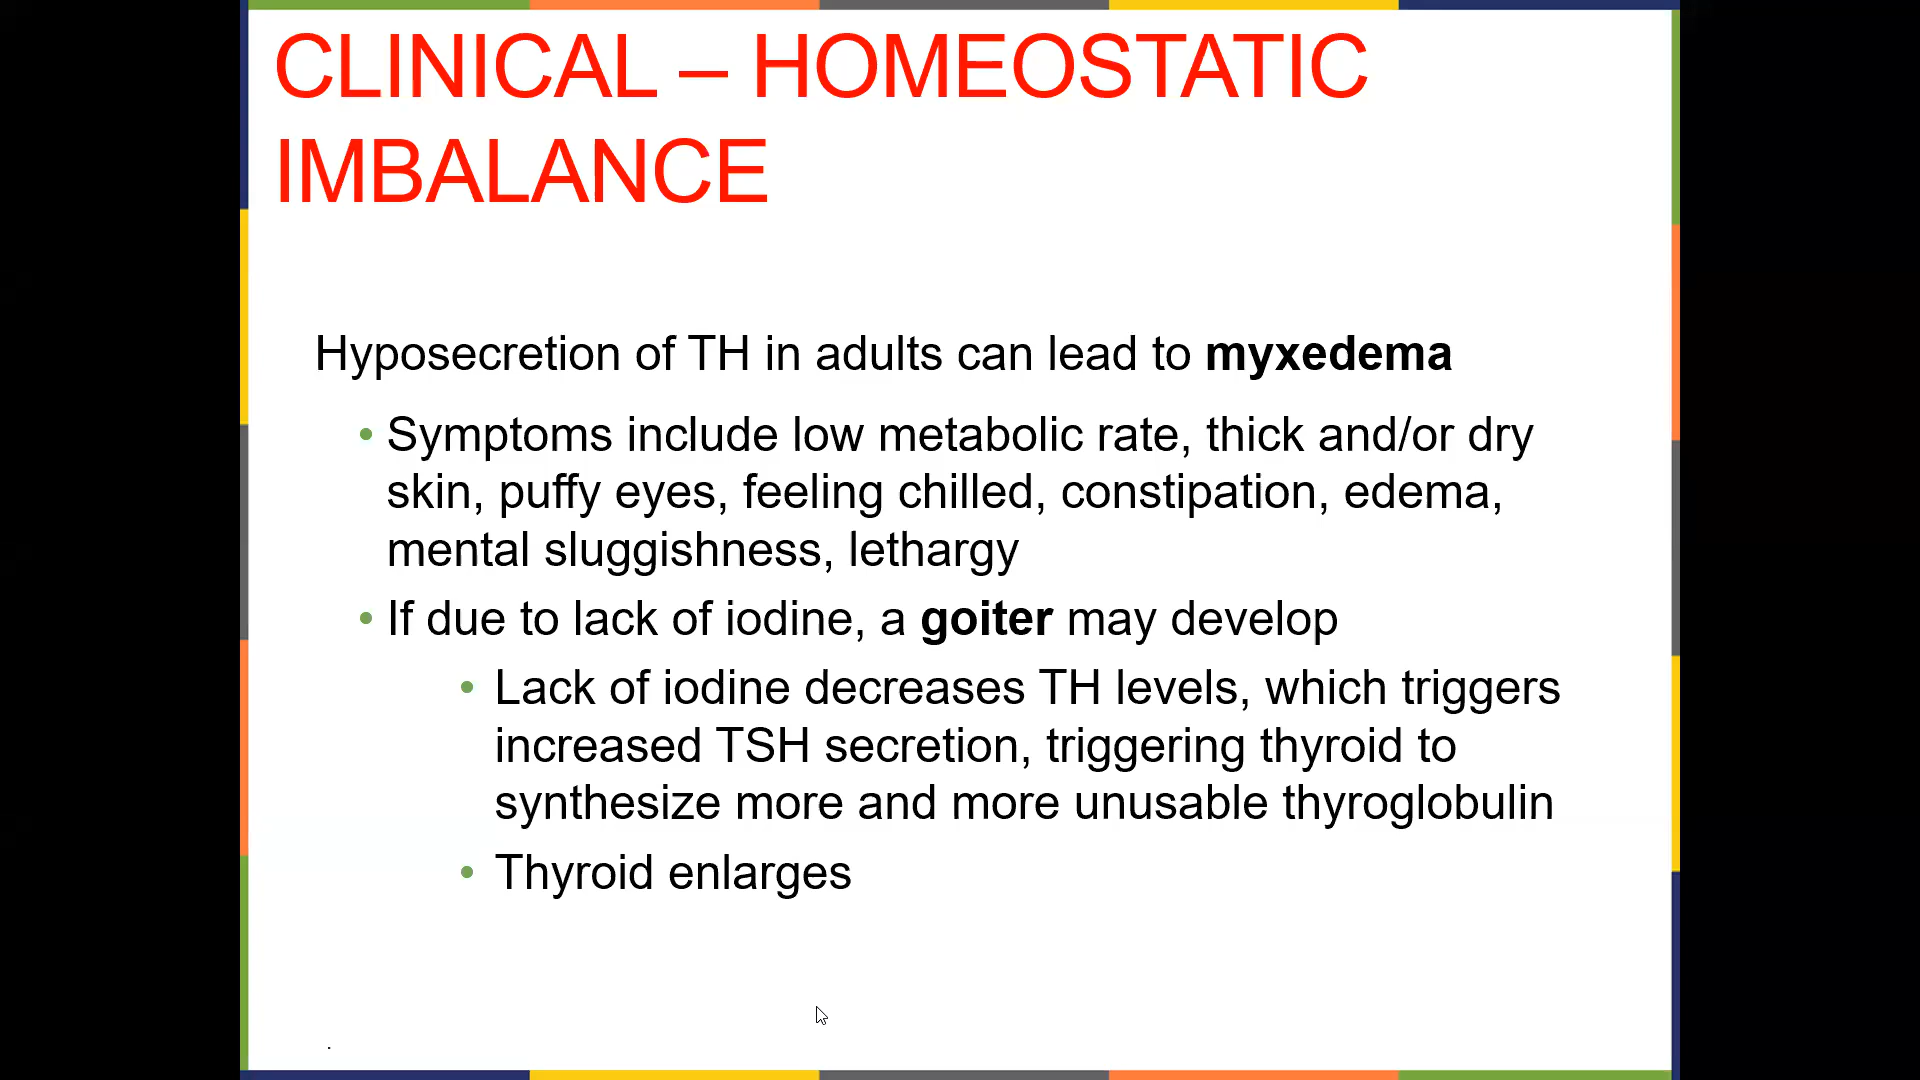 CLINICAL – HOMEOSTATIC
IMBALANCE
Hyposecretion of TH in adults can lead to myxedema
• Symptoms include low metabolic rate, thick and/or dry
skin, puffy eyes, feeling chilled, constipation, edema,
mental sluggishness, lethargy
• If due to lack of iodine, a goiter may develop
• Lack of iodine decreases TH levels, which triggers
increased TSH secretion, triggering thyroid to
synthesize more and more unusable thyroglobulin
• Thyroid enlarges
.